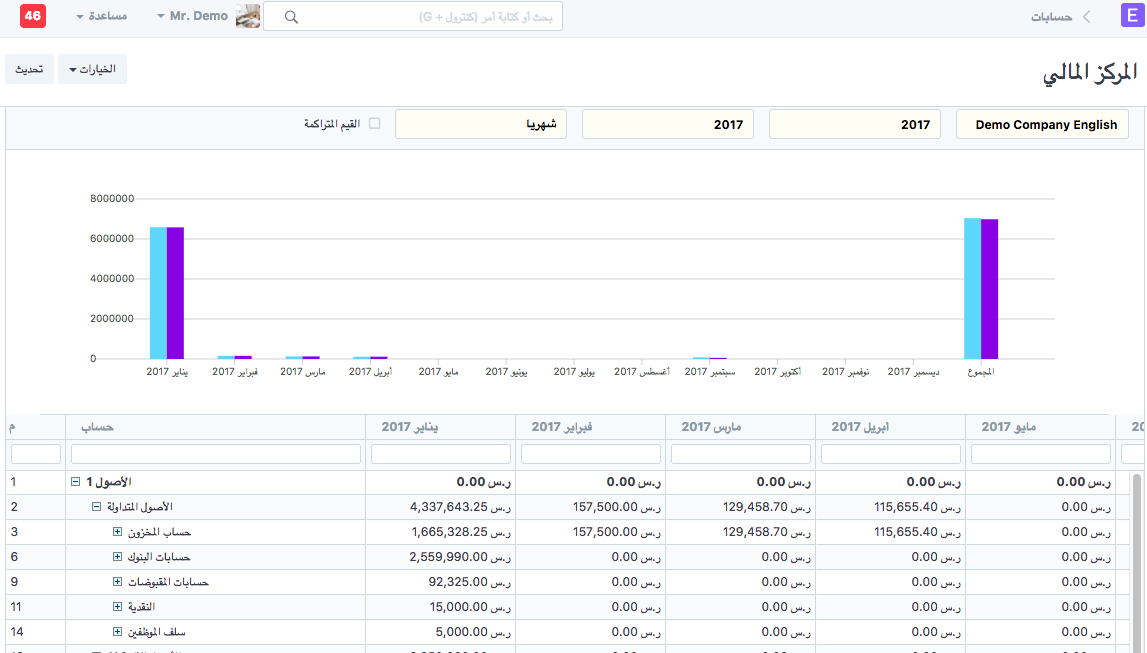 E
حسابات
بحث أو كتابة أمر (كنترول + G)
Mr. Demo
مساعدة
46
المركز المالي
الخيارات
تحديث
Demo Company English
2017
2017
شهريا
القيم المتراكمة
8000000
6000000
4000000
2000000
0
يناير 2017 فبراير 2017 مارس 2017 أبريل 2017 مايو 2017 يونيو 2017 يوليو 2017 أغسطس 2017 سبتمبر 2017 أكتوبر 2017 نوفمبر 2017 ديسمبر 2017 المجموع
م حساب يناير 2017 فبراير 2017 مارس 2017 ابريل 2017 مايو 2017
1 الأصول 1 ر.س 0.00 ر.س 0.00 ر.س 0.00 ر.س 0.00 ر.س 0.00
2 الأصول المتداولة ر.س 4,337,643.25 ر.س 157,500.00 ر.س 129,458.70 ر.س 115,655.40 ر.س 0.00
3 حساب المخزون ر.س 1,665,328.25 ر.س 157,500.00 ر.س 129,458.70 ر.س 115,655.40 ر.س 0.00
6 حسابات البنوك ر.س 2,559,990.00 ر.س 0.00 ر.س 0.00 ر.س 0.00 ر.س 0.00
9 حسابات المقبوضات ر.س 92,325.00 ر.س 0.00 ر.س 0.00 ر.س 0.00 ر.س 0.00
11 النقدية ر.س 15,000.00 ر.س 0.00 ر.س 0.00 ر.س 0.00 ر.س 0.00
14 سلف الموظفين ر.س 5,000.00 ر.س 0.00 ر.س 0.00 ر.س 0.00 ر.س 0.00